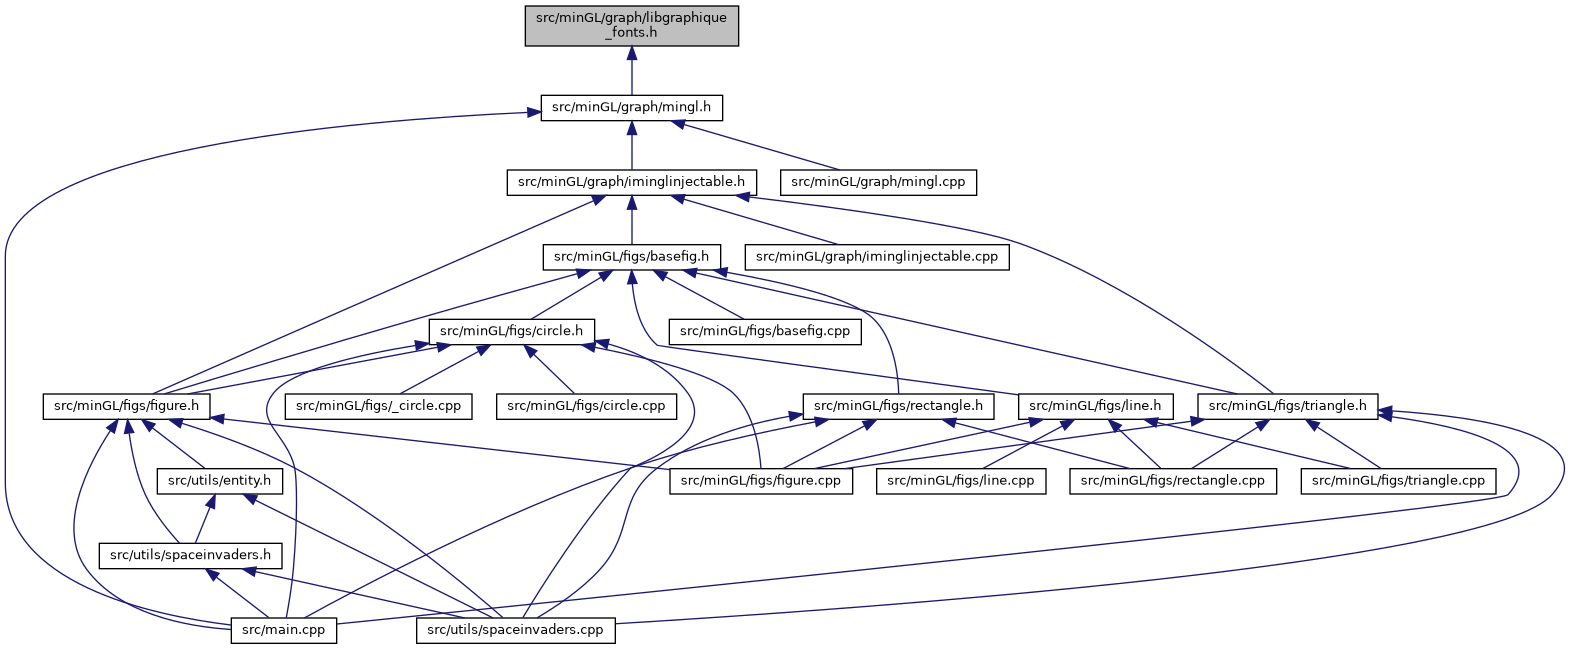 src/minGL/graph/libgraphique
_fonts.h
src/minGL/graph/mingl.h
src/minGL/graph/iminglinjectable.h
src/minGL/graph/mingl.cpp
src/minGL/figs/basefig.h
src/minGL/graph/iminglinjectable.cpp
src/minGL/figs/circle.h
src/minGL/figs/basefig.cpp
src/minGL/figs/figure.h
src/minGL/figs/_circle.cpp
src/minGL/figs/circle.cpp
src/minGL/figs/rectangle.h
src/minGL/figs/line.h
src/minGL/figs/triangle.h
src/utils/entity.h
src/minGL/figs/figure.cpp
src/minGL/figs/line.cpp
src/minGL/figs/rectangle.cpp
src/minGL/figs/triangle.cpp
src/utils/spaceinvaders.h
src/main.cpp
src/utils/spaceinvaders.cpp